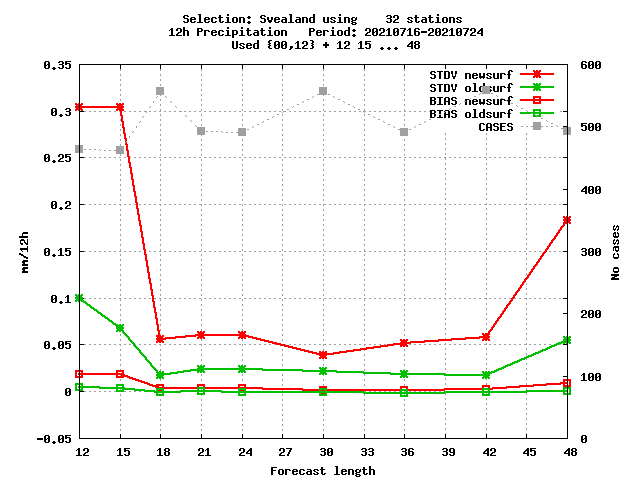 Selection: Svealand using    32 stations
12h Precipitation   Period: 20210716-20210724
Used {00,12} + 12 15 ... 48
0.35
0.3
0.25
0.2
0.15
0.1
0.05
0
-0.05
600
500
400
300
200
100
0
STDV newsurf
STDV oldsurf
BIAS newsurf
BIAS oldsurf
CASES
mm/12h
No cases
12 15 18 21 24 27 30 33 36 39 42 45 48
Forecast length